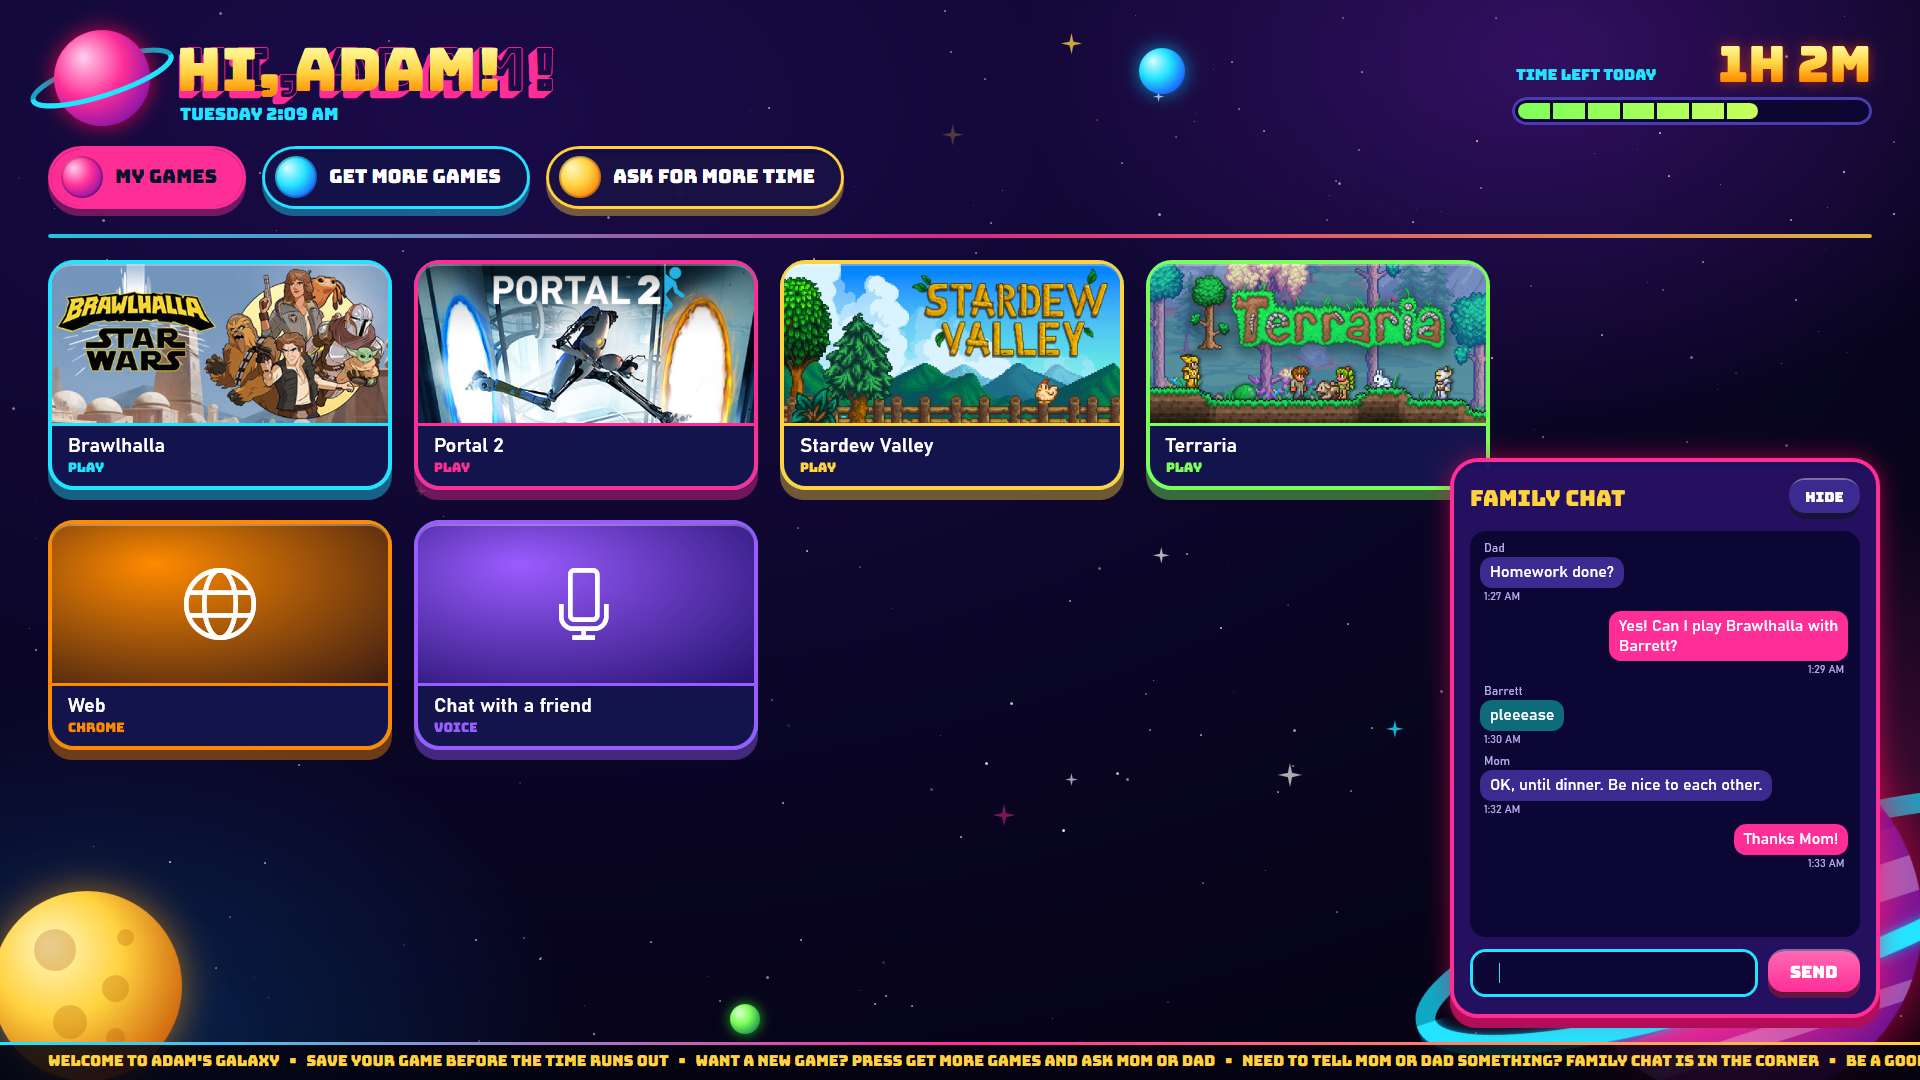 HI, ADAM!
TUESDAY 2:09 AM
TIME LEFT TODAY
1H 2M
MY GAMES
GET MORE GAMES
ASK FOR MORE TIME
BRAWLHALLA
STAR
WARS
Brawlhalla
PLAY
PORTAL 2
Portal 2
PLAY
STARDEW
VALLEY
Stardew Valley
PLAY
Terraria
Terraria
PLAY
Web
CHROME
Chat with a friend
VOICE
FAMILY CHAT
HIDE
Dad
Homework done?
1:27 AM
Yes! Can I play Brawlhalla with
Barrett?
1:29 AM
Barrett
pleeease
1:30 AM
Mom
OK, until dinner. Be nice to each other.
1:32 AM
Thanks Mom!
1:33 AM
SEND
WELCOME TO ADAM'S GALAXY ▪ SAVE YOUR GAME BEFORE THE TIME RUNS OUT ▪ WANT A NEW GAME? PRESS GET MORE GAMES AND ASK MOM OR DAD ▪ NEED TO TELL MOM OR DAD SOMETHING? FAMILY CHAT IS IN THE CORNER ▪ BE A